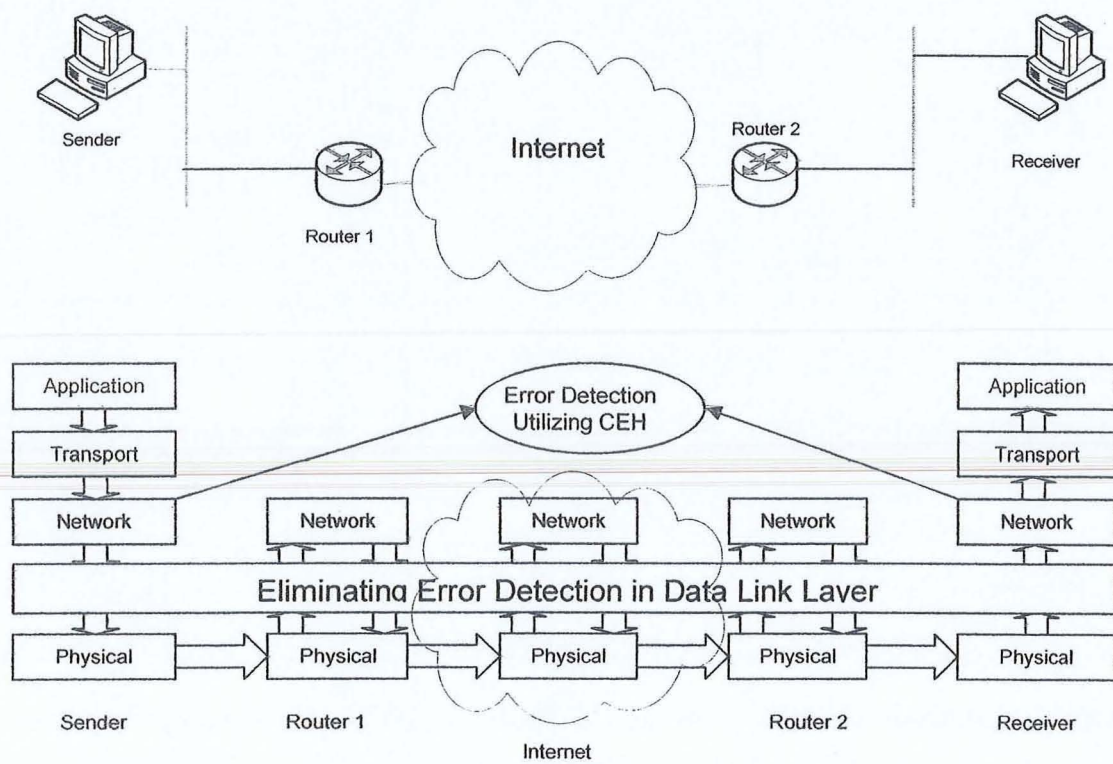 Sender
Internet
Router 2
Receiver
Router 1
Application
Error Detection
Utilizing CEH
Application
Transport
Transport
Network
Network
Network
Network
Network
Eliminating Error Detection in Data Link Layer
Physical
Physical
Physical
Physical
Physical
Sender
Router 1
Router 2
Receiver
Internet